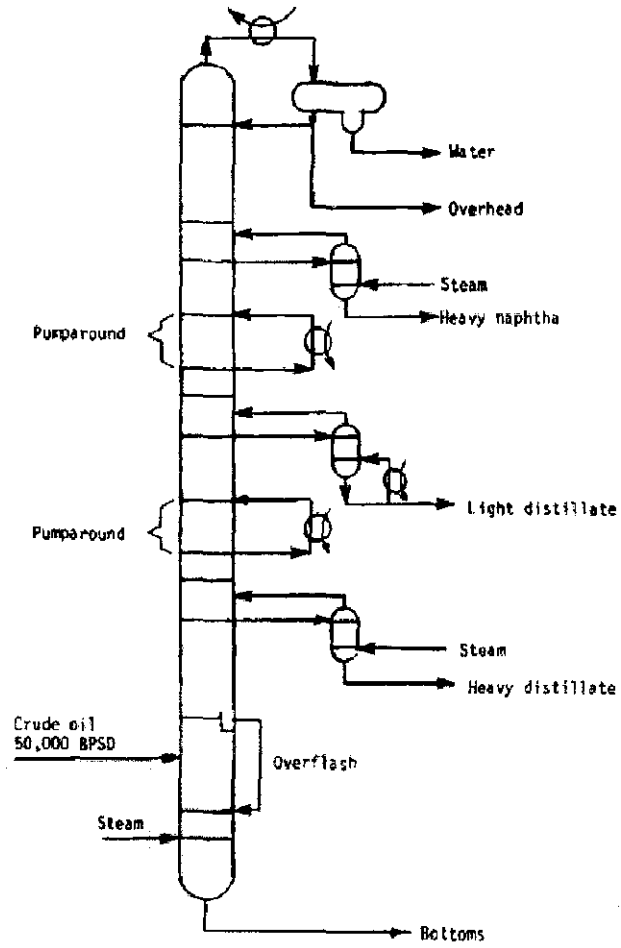 Water
Overhead
Steam
Heavy naphtha
Pumparound
Light distillate
Pumparound
Steam
Heavy distillate
Crude oil
50,000 BPSD
Overflash
Steam
Bottoms